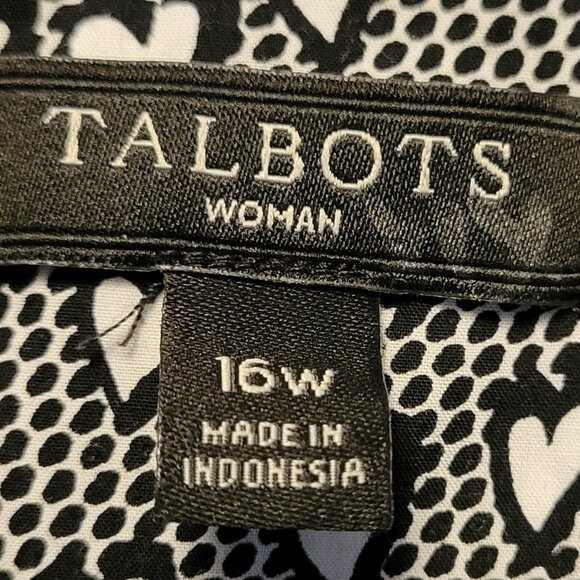 TALBOTS
WOMAN
16W
MADE IN
INDONESIA